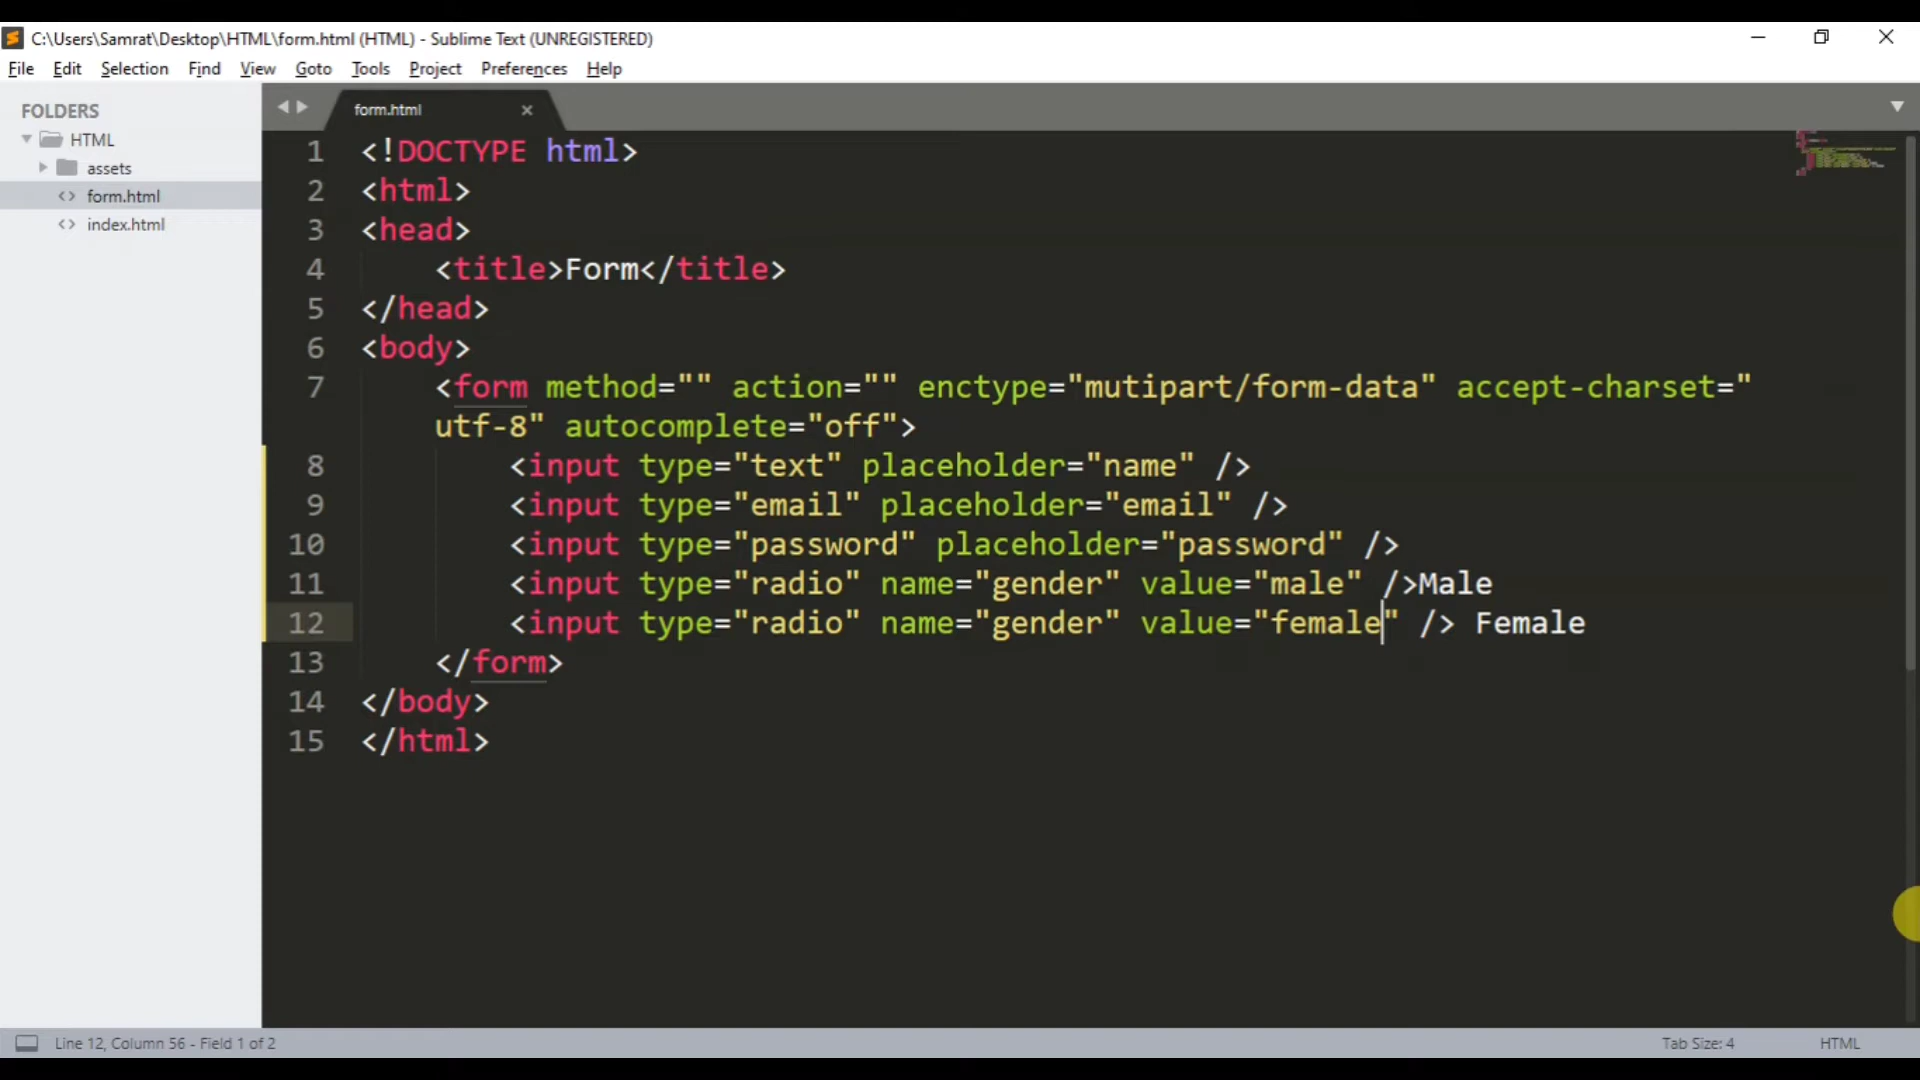 C:\Users\Samrat\Desktop\HTML\form.html (HTML) - Sublime Text (UNREGISTERED)
File Edit Selection Find View Goto Tools Project Preferences Help
FOLDERS
HTML
assets
form.html
index.html
form.html
1 <!DOCTYPE html>
2 <html>
3 <head>
4 <title>Form</title>
5 </head>
6 <body>
7 <form method="" action="" enctype="mutipart/form-data" accept-charset="
utf-8" autocomplete="off">
8 <input type="text" placeholder="name" />
9 <input type="email" placeholder="email" />
10 <input type="password" placeholder="password" />
11 <input type="radio" name="gender" value="male" />Male
12 <input type="radio" name="gender" value="female" /> Female
13 </form>
14 </body>
15 </html>
Line 12, Column 56 - Field 1 of 2
Tab Size: 4
HTML